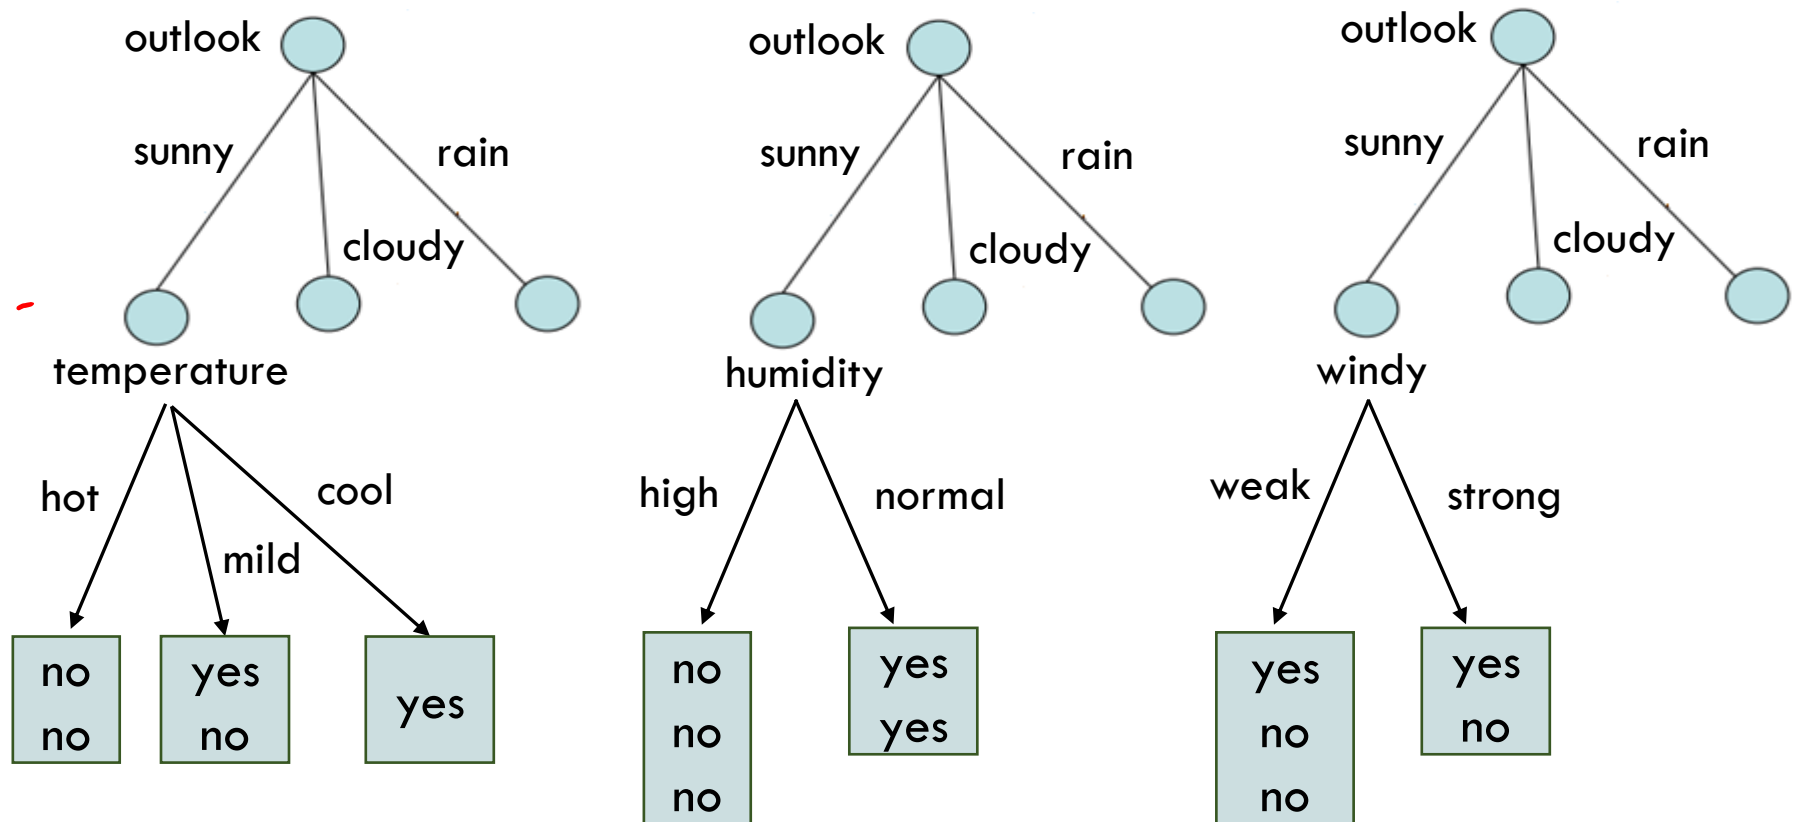 outlook
sunny
rain
cloudy
temperature
hot
cool
mild
no
no
yes
no
yes
outlook
sunny
rain
cloudy
humidity
high
normal
no
no
no
yes
yes
outlook
sunny
rain
cloudy
windy
weak
strong
yes
no
no
yes
no